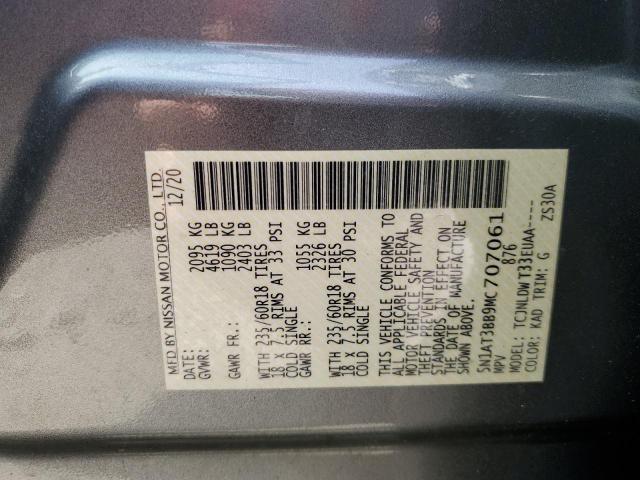 MFD BY NISSAN MOTOR CO., LTD.
DATE: 12/20
GVWR: 2095 KG
4619 LB
GAWR FR.: 1090 KG
2403 LB
WITH 235/60R18 TIRES
18 X 7.5 RIMS AT 33 PSI
COLD SINGLE
GAWR RR.: 1055 KG
2326 LB
WITH 235/60R18 TIRES
18 X 7.5 RIMS AT 30 PSI
COLD SINGLE
THIS VEHICLE CONFORMS TO
ALL APPLICABLE FEDERAL
MOTOR VEHICLE SAFETY AND
THEFT PREVENTION
STANDARDS IN EFFECT ON
THE DATE OF MANUFACTURE
SHOWN ABOVE.
5N1AT3BB9MC707061
MPV 876
MODEL: TCJNLDWT33EUAA-----
COLOR: KAD TRIM: G ZS30A